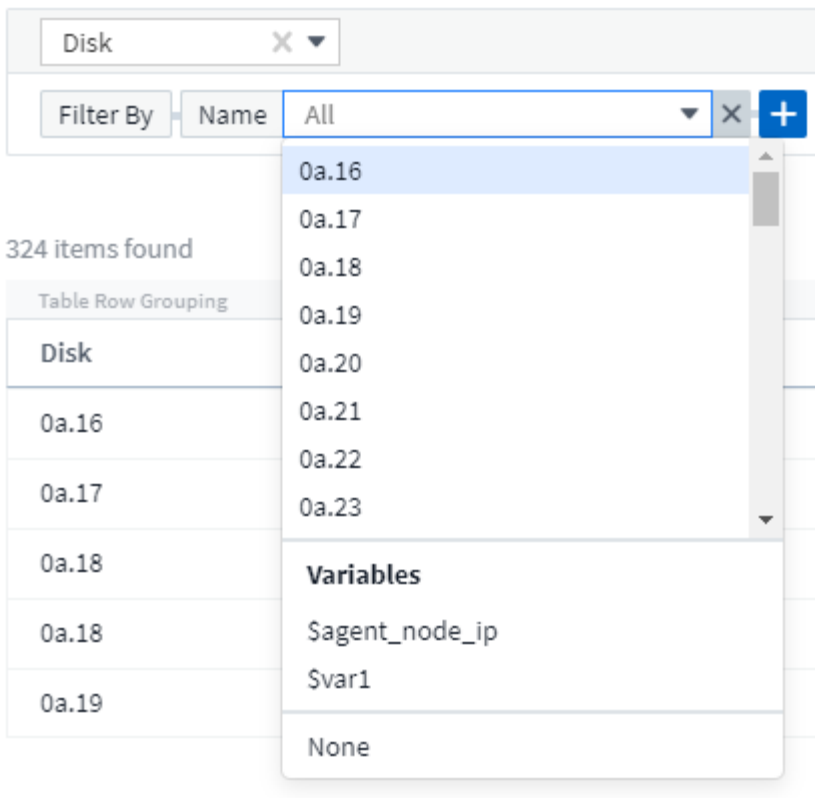 Disk
Filter By Name All
0a.16
0a.17
0a.18
0a.19
0a.20
0a.21
0a.22
0a.23
Variables
$agent_node_ip
$var1
None
324 items found
Table Row Grouping
Disk
0a.16
0a.17
0a.18
0a.18
0a.19